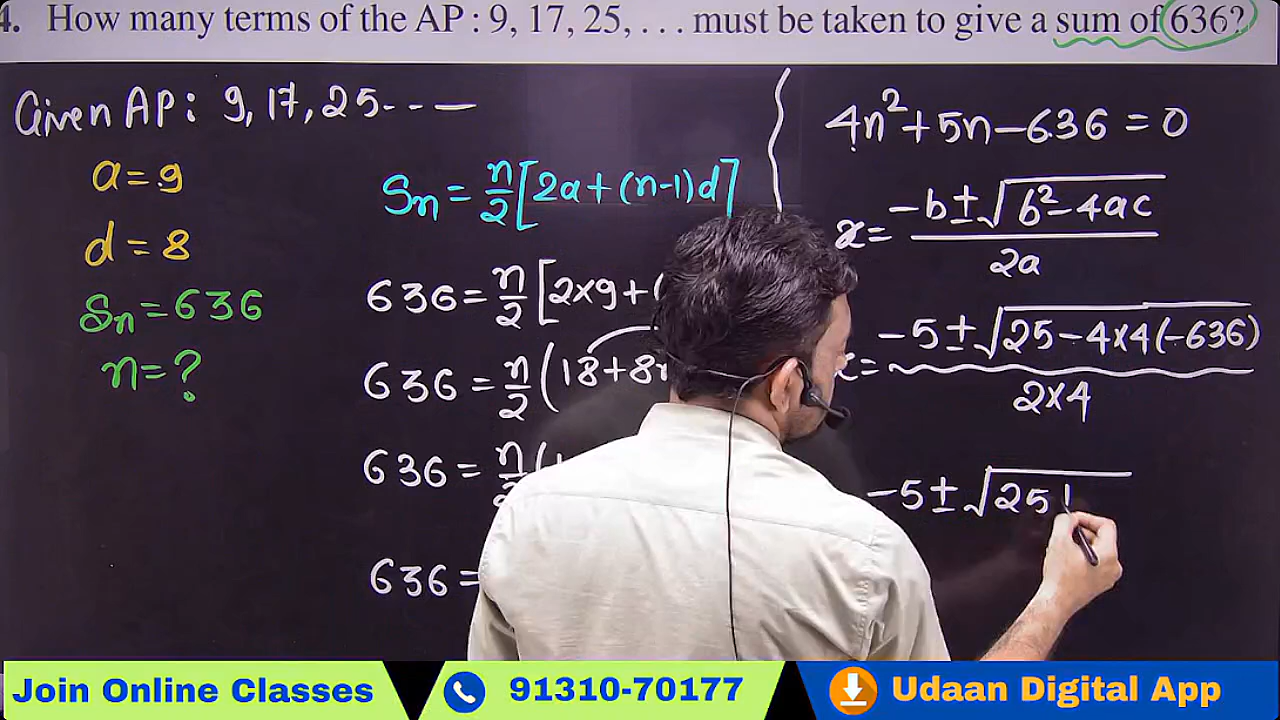 4. How many terms of the AP : 9, 17, 25, . . . must be taken to give a sum of 636?
Given AP: 9, 17, 25---
a = 9
d = 8
Sn = 636
n = ?
Sn = n/2 [2a + (n-1)d]
636 = n/2 [2×9 + (
636 = n/2 (18 + 8n
636 = n/2 (
636 =
4n² + 5n - 636 = 0
x = -b ± √b² - 4ac / 2a
x = -5 ± √25 - 4×4(-636) / 2×4
-5 ± √25
Join Online Classes
91310-70177
Udaan Digital App